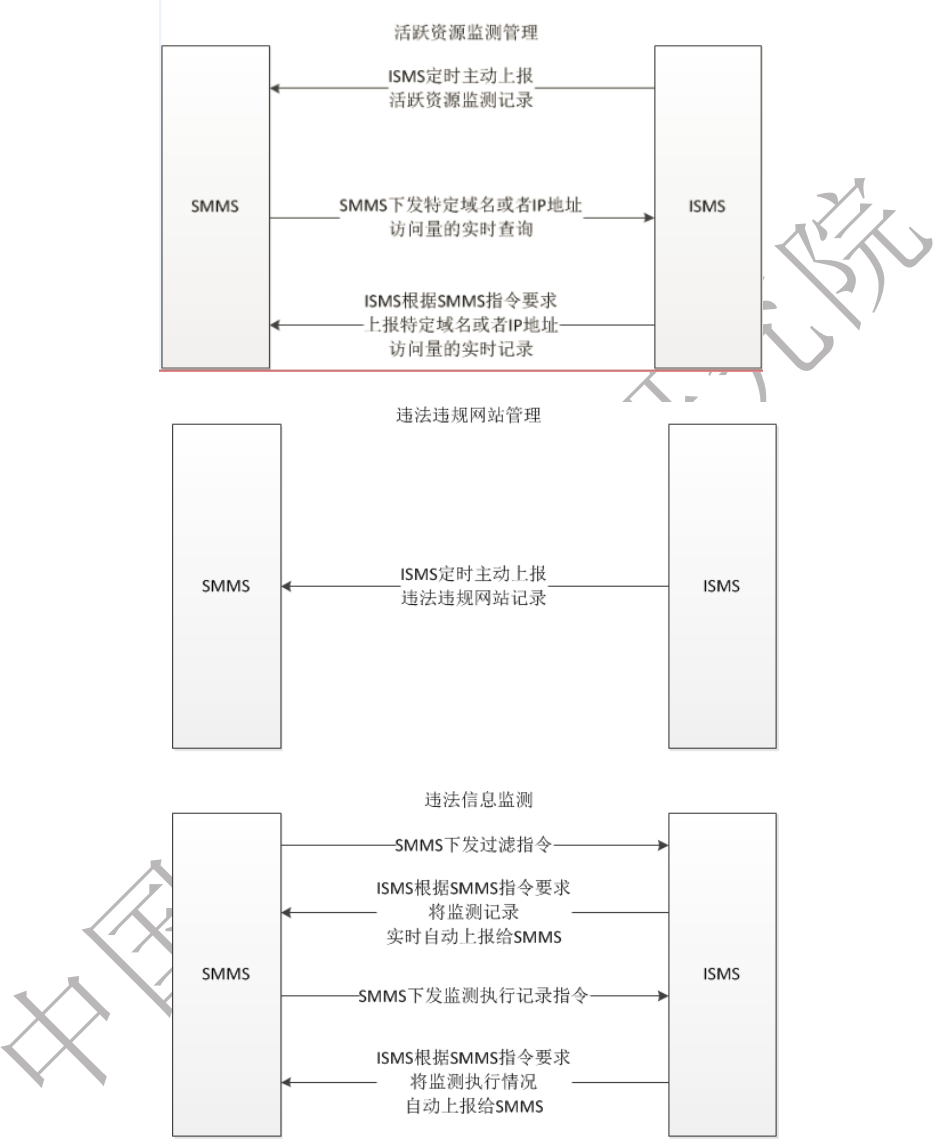 活跃资源监测管理
ISMS定时主动上报
活跃资源监测记录
SMMS
SMMS下发特定域名或者IP地址
访问量的实时查询
ISMS
ISMS根据SMMS指令要求
上报特定域名或者IP地址
访问量的实时记录
违法违规网站管理
SMMS
ISMS定时主动上报
违法违规网站记录
ISMS
违法信息监测
SMMS下发过滤指令
ISMS根据SMMS指令要求
将监测记录
实时自动上报给SMMS
SMMS
ISMS
SMMS下发监测执行记录指令
ISMS根据SMMS指令要求
将监测执行情况
自动上报给SMMS
中国
究院